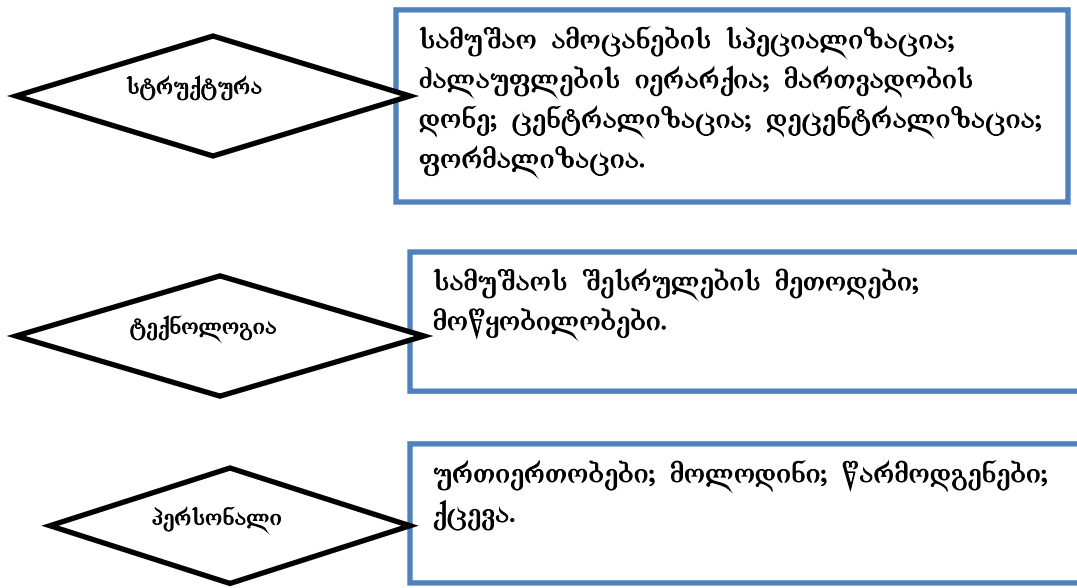 სტრუქტურა
სამუშაო ამოცანების სპეციალიზაცია;
ძალაუფლების იერარქია; მართვადობის
დონე; ცენტრალიზაცია; დეცენტრალიზაცია;
ფორმალიზაცია.
ტექნოლოგია
სამუშაოს შესრულების მეთოდები;
მოწყობილობები.
პერსონალი
ურთიერთობები; მოლოდინი; წარმოდგენები;
ქცევა.